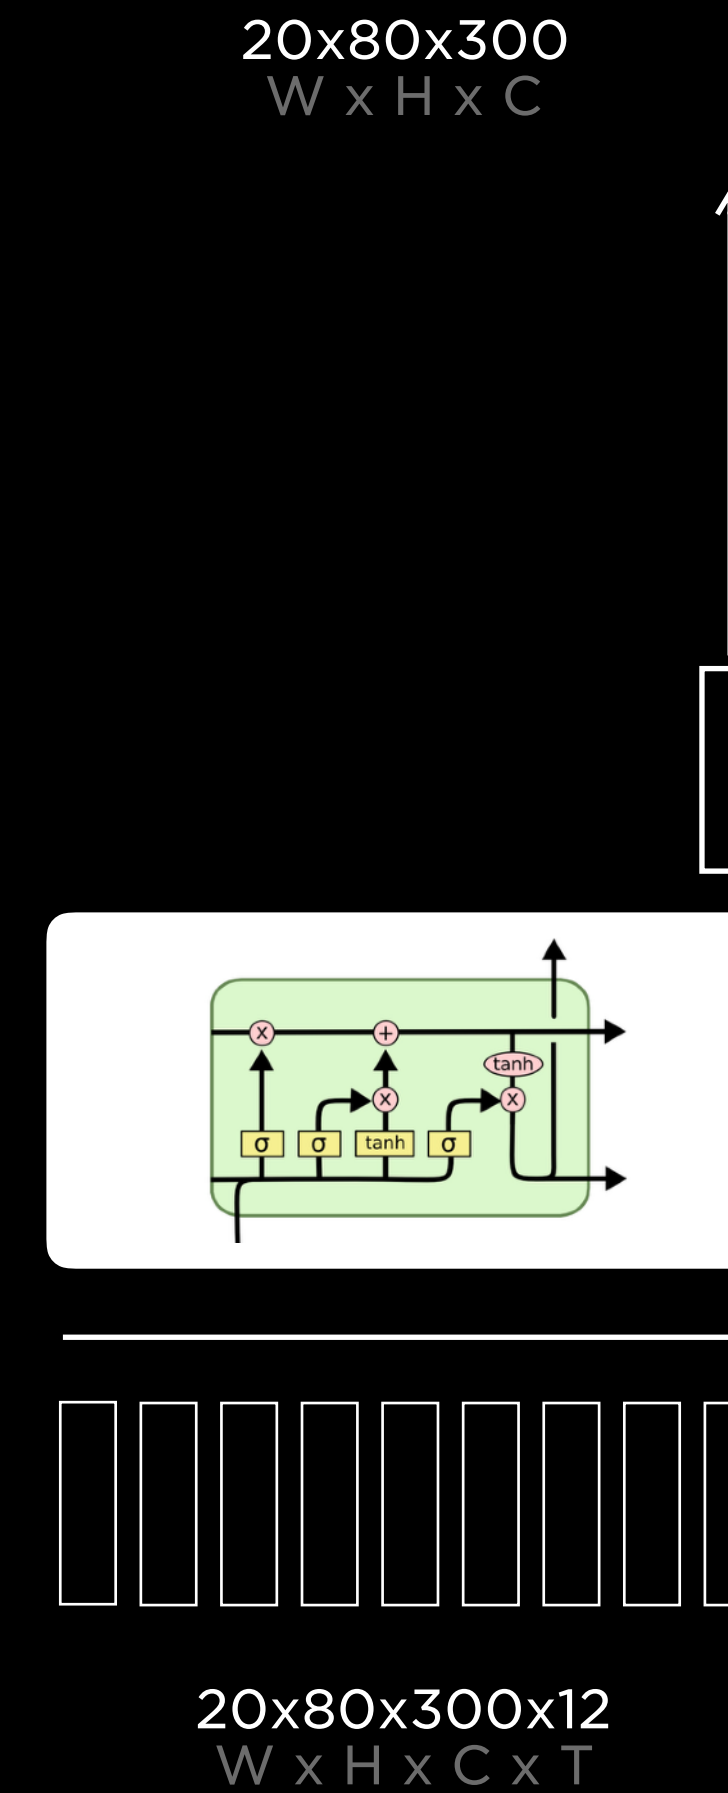 20x80x300
W x H x C
x +
tanh
x x
σ σ tanh σ
20x80x300x12
W x H x C x T